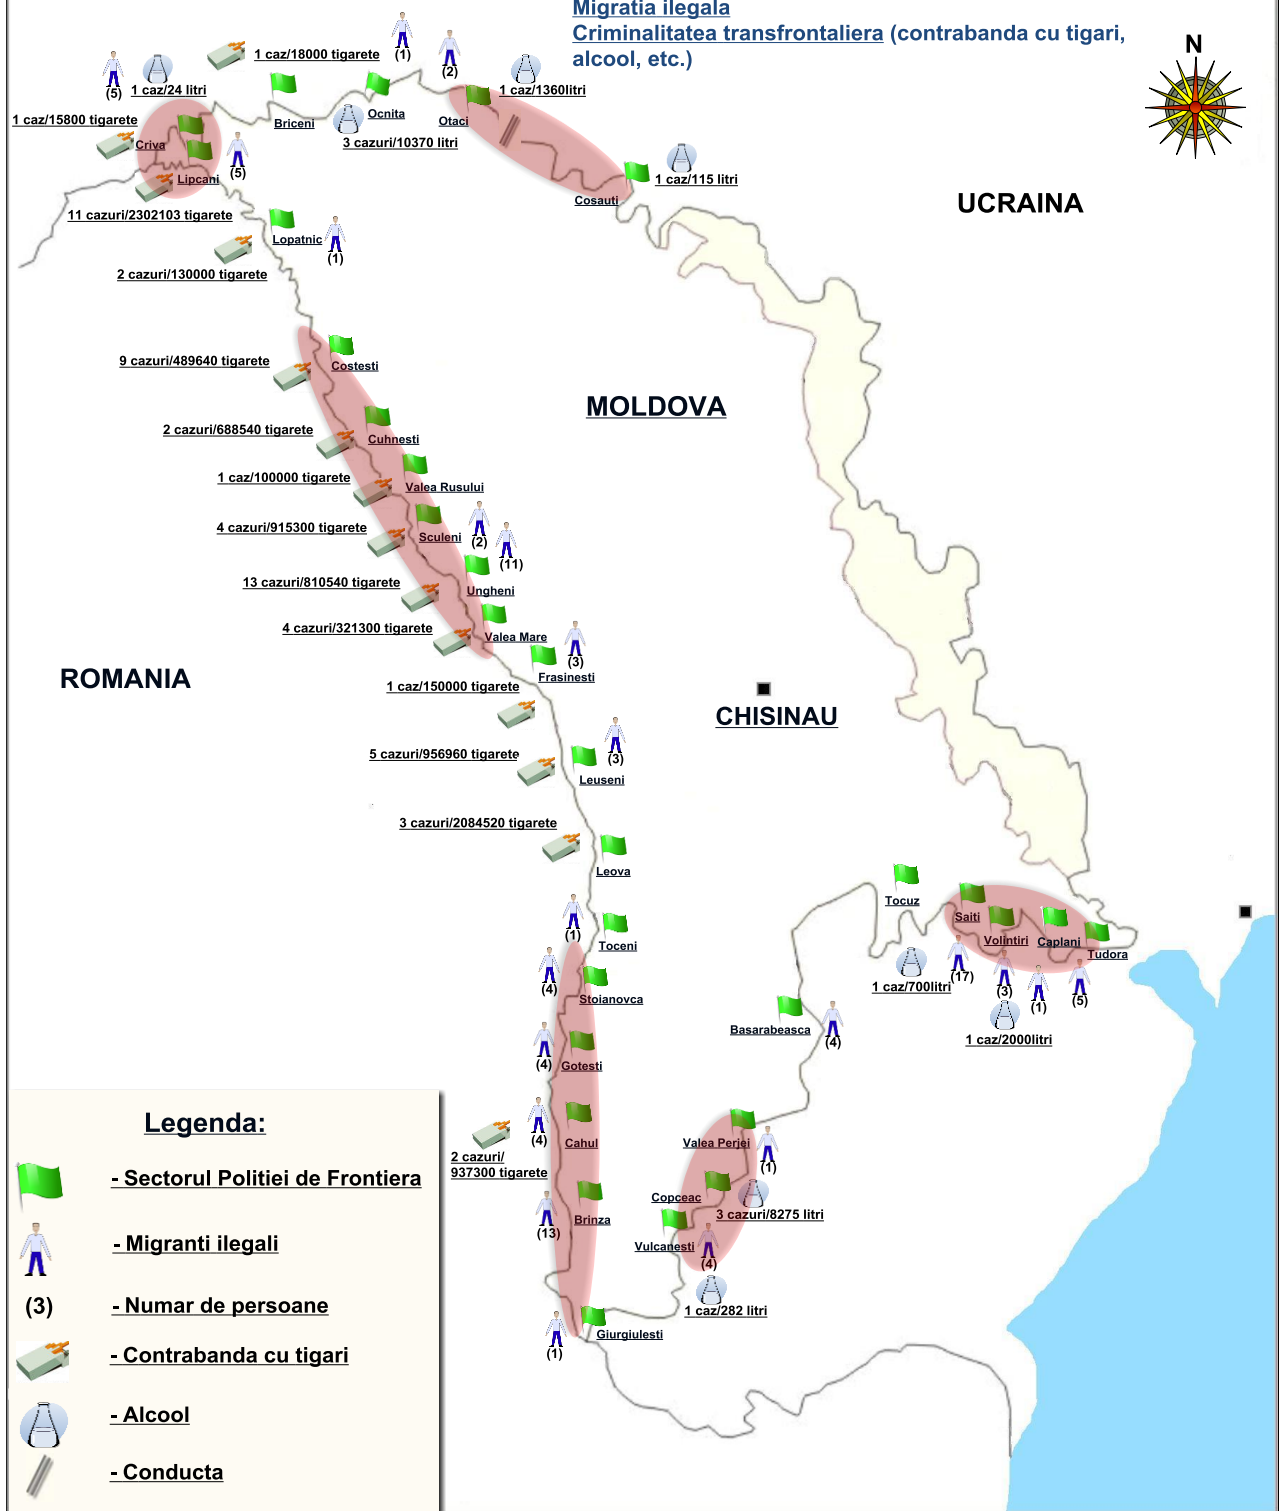 Migratia ilegala
Criminalitatea transfrontaliera (contrabanda cu tigari,
alcool, etc.)
N
1 caz/18000 tigarete
(1)
(2)
(5)
1 caz/24 litri
1 caz/1360litri
1 caz/15800 tigarete
Briceni
Ocnita
Otaci
Criva
3 cazuri/10370 litri
(5)
Lipcani
1 caz/115 litri
Cosauti
UCRAINA
11 cazuri/2302103 tigarete
Lopatnic
(1)
2 cazuri/130000 tigarete
9 cazuri/489640 tigarete
Costesti
MOLDOVA
2 cazuri/688540 tigarete
Cuhnesti
1 caz/100000 tigarete
Valea Rusului
4 cazuri/915300 tigarete
Sculeni
(2)
(11)
13 cazuri/810540 tigarete
Ungheni
4 cazuri/321300 tigarete
Valea Mare
(3)
ROMANIA
Frasinesti
1 caz/150000 tigarete
CHISINAU
5 cazuri/956960 tigarete
(3)
Leuseni
3 cazuri/2084520 tigarete
Leova
Tocuz
Saiti
(1)
Toceni
Volintiri
Caplani
Tudora
(4)
Stoianovca
1 caz/700litri
(17)
(3)
(1)
(5)
Basarabeasca
(4)
1 caz/2000litri
(4)
Gotesti
(4)
Cahul
Valea Perjei
(1)
2 cazuri/
937300 tigarete
Copceac
3 cazuri/8275 litri
(13)
Brinza
Vulcanesti
(4)
1 caz/282 litri
Giurgiulesti
(1)
Legenda:
- Sectorul Politiei de Frontiera
- Migranti ilegali
(3)
- Numar de persoane
- Contrabanda cu tigari
- Alcool
- Conducta